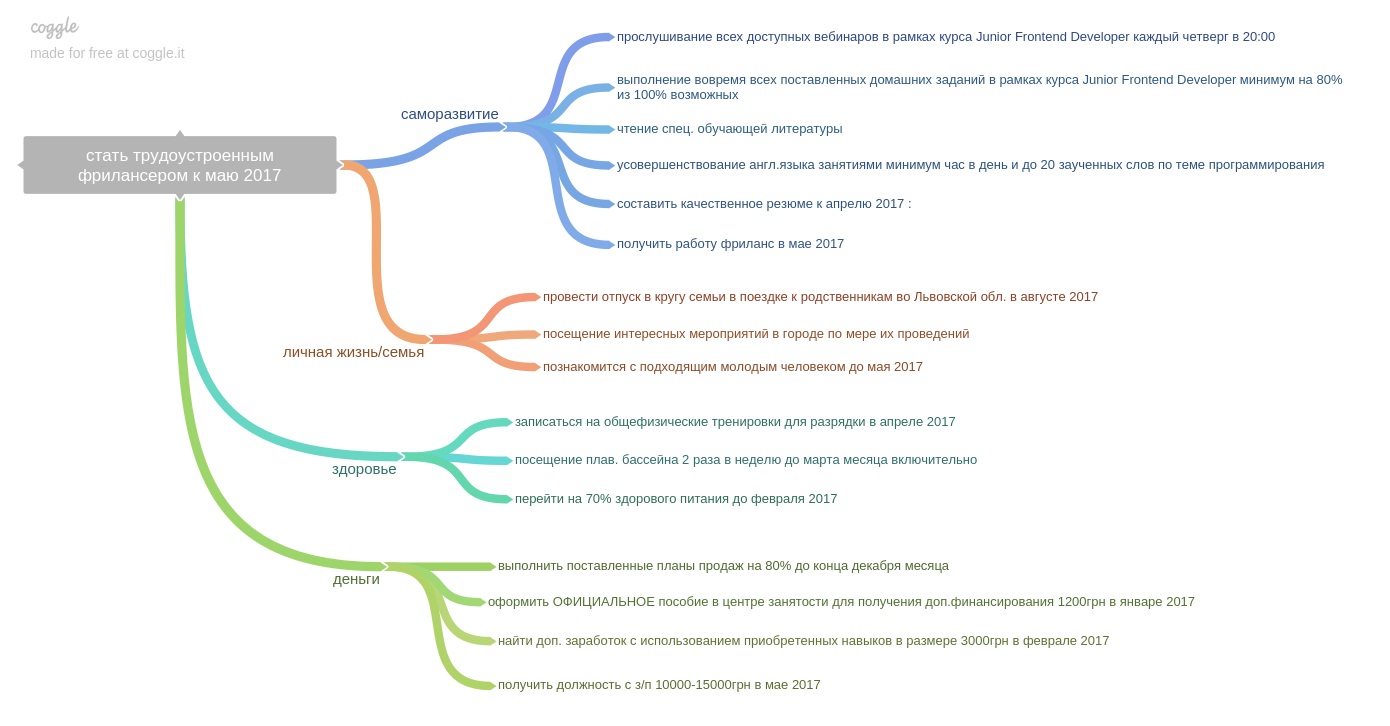 coggle
made for free at coggle.it
стать трудоустроенным
фрилансером к маю 2017
саморазвитие
прослушивание всех доступных вебинаров в рамках курса Junior Frontend Developer каждый четверг в 20:00
выполнение вовремя всех поставленных домашних заданий в рамках курса Junior Frontend Developer минимум на 80%
из 100% возможных
чтение спец. обучающей литературы
усовершенствование англ.языка занятиями минимум час в день и до 20 заученных слов по теме программирования
составить качественное резюме к апрелю 2017 :
получить работу фриланс в мае 2017
личная жизнь/семья
провести отпуск в кругу семьи в поездке к родственникам во Львовской обл. в августе 2017
посещение интересных мероприятий в городе по мере их проведений
познакомится с подходящим молодым человеком до мая 2017
здоровье
записаться на общефизические тренировки для разрядки в апреле 2017
посещение плав. бассейна 2 раза в неделю до марта месяца включительно
перейти на 70% здорового питания до февраля 2017
деньги
выполнить поставленные планы продаж на 80% до конца декабря месяца
оформить ОФИЦИАЛЬНОЕ пособие в центре занятости для получения доп.финансирования 1200грн в январе 2017
найти доп. заработок с использованием приобретенных навыков в размере 3000грн в феврале 2017
получить должность с з/п 10000-15000грн в мае 2017